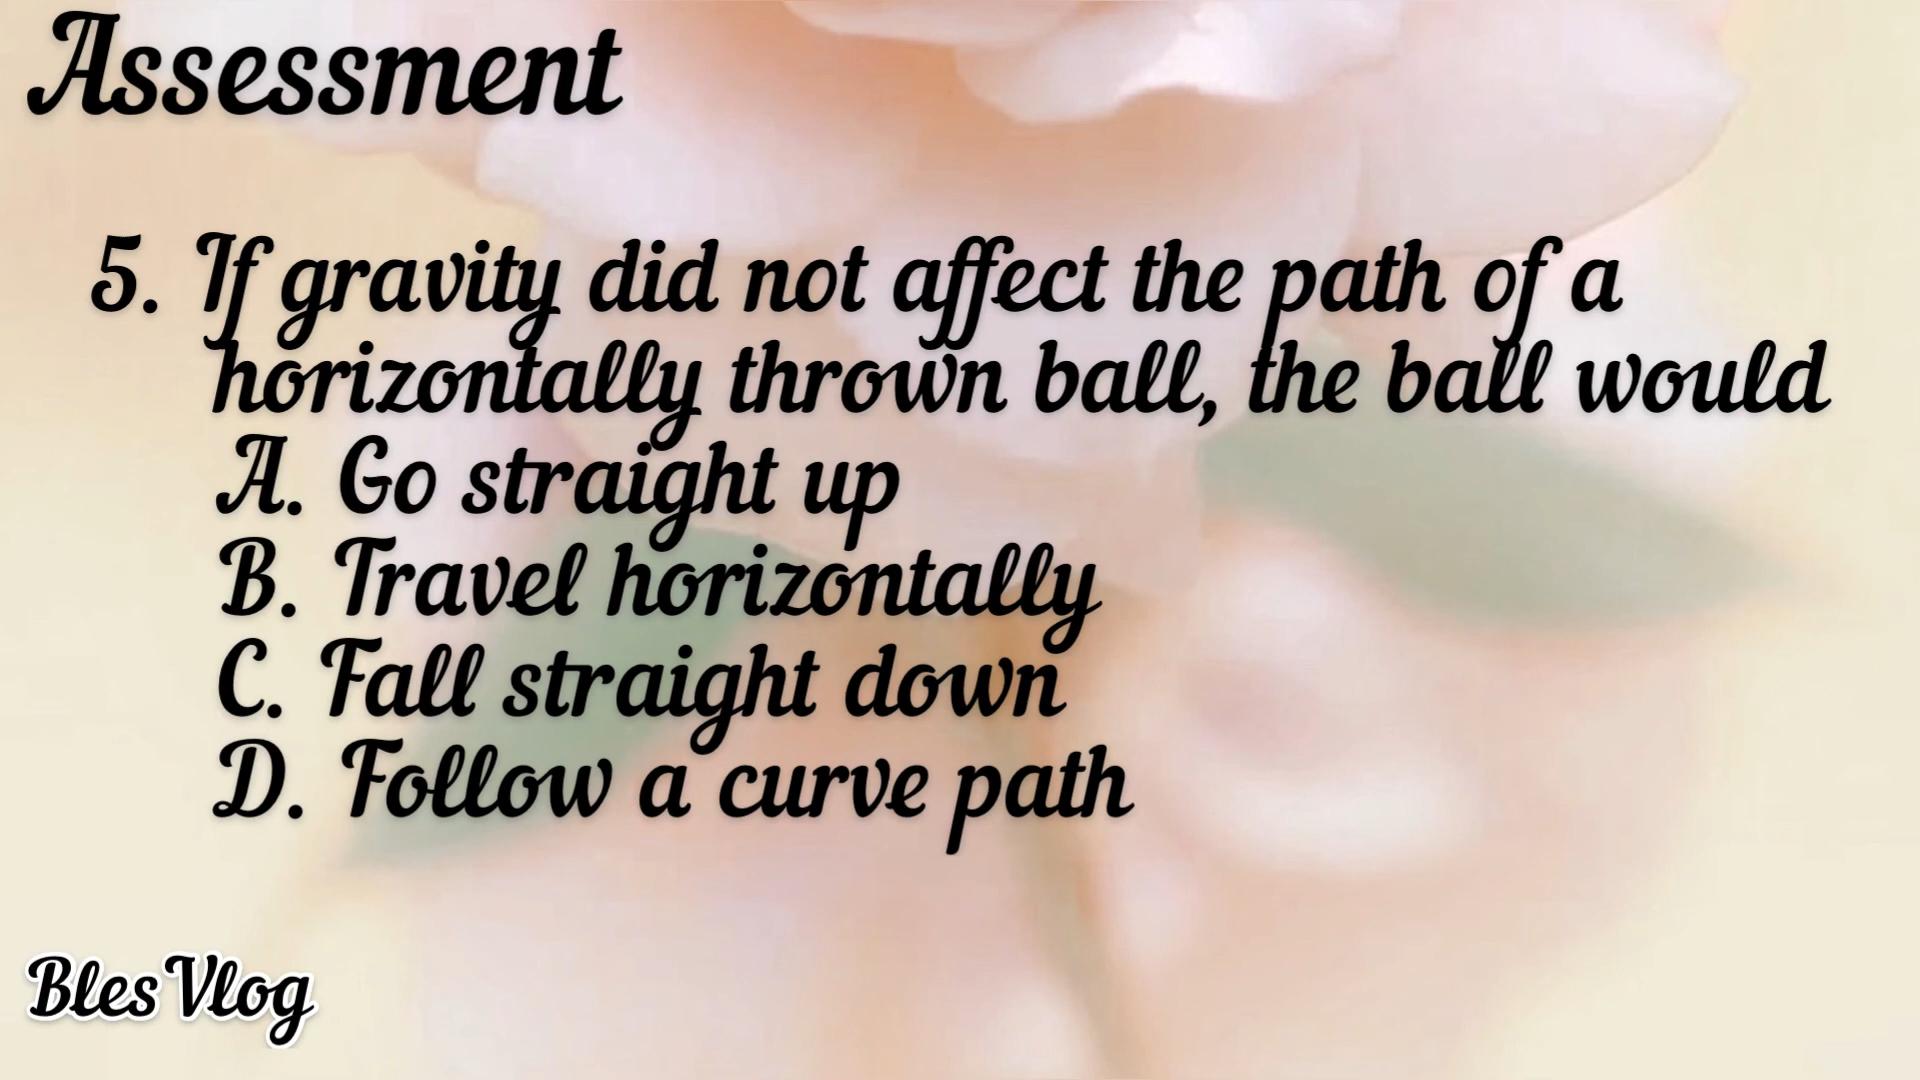 Assessment
5. If gravity did not affect the path of a
horizontally thrown ball, the ball would
A. Go straight up
B. Travel horizontally
C. Fall straight down
D. Follow a curve path
Bles Vlog